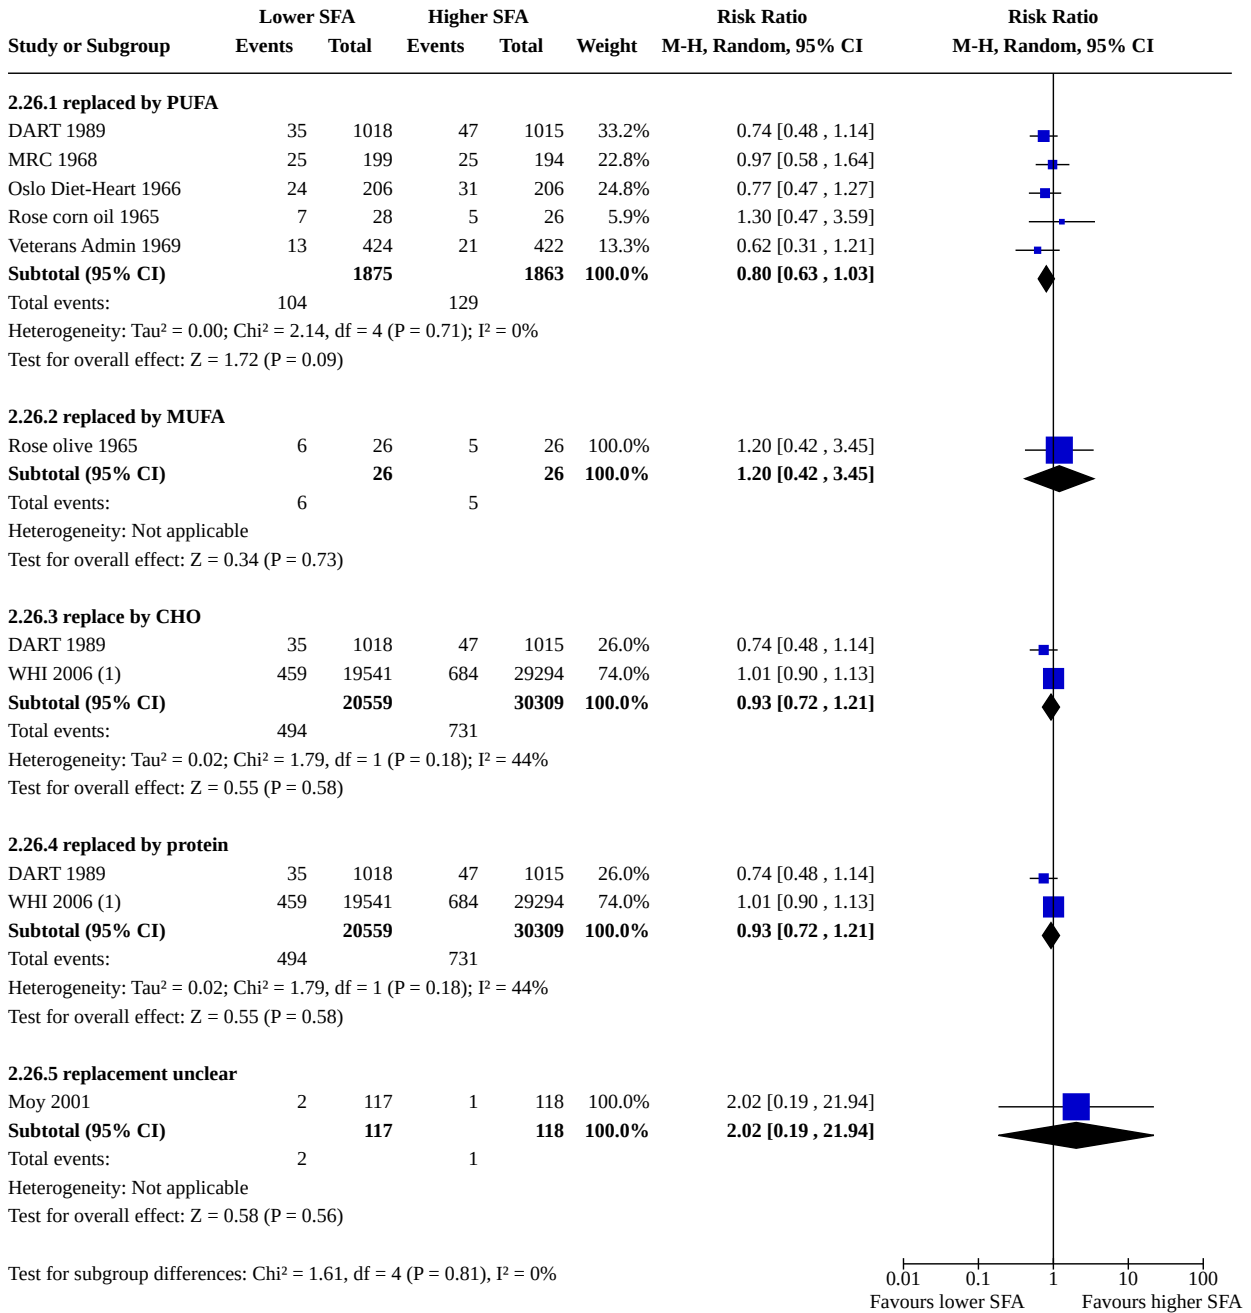 Lower SFA Higher SFA Risk Ratio Risk Ratio
Study or Subgroup Events Total Events Total Weight M-H, Random, 95% CI M-H, Random, 95% CI
2.26.1 replaced by PUFA
DART 1989 35 1018 47 1015 33.2% 0.74 [0.48 , 1.14]
MRC 1968 25 199 25 194 22.8% 0.97 [0.58 , 1.64]
Oslo Diet-Heart 1966 24 206 31 206 24.8% 0.77 [0.47 , 1.27]
Rose corn oil 1965 7 28 5 26 5.9% 1.30 [0.47 , 3.59]
Veterans Admin 1969 13 424 21 422 13.3% 0.62 [0.31 , 1.21]
Subtotal (95% CI) 1875 1863 100.0% 0.80 [0.63 , 1.03]
Total events: 104 129
Heterogeneity: Tau² = 0.00; Chi² = 2.14, df = 4 (P = 0.71); I² = 0%
Test for overall effect: Z = 1.72 (P = 0.09)
2.26.2 replaced by MUFA
Rose olive 1965 6 26 5 26 100.0% 1.20 [0.42 , 3.45]
Subtotal (95% CI) 26 26 100.0% 1.20 [0.42 , 3.45]
Total events: 6 5
Heterogeneity: Not applicable
Test for overall effect: Z = 0.34 (P = 0.73)
2.26.3 replace by CHO
DART 1989 35 1018 47 1015 26.0% 0.74 [0.48 , 1.14]
WHI 2006 (1) 459 19541 684 29294 74.0% 1.01 [0.90 , 1.13]
Subtotal (95% CI) 20559 30309 100.0% 0.93 [0.72 , 1.21]
Total events: 494 731
Heterogeneity: Tau² = 0.02; Chi² = 1.79, df = 1 (P = 0.18); I² = 44%
Test for overall effect: Z = 0.55 (P = 0.58)
2.26.4 replaced by protein
DART 1989 35 1018 47 1015 26.0% 0.74 [0.48 , 1.14]
WHI 2006 (1) 459 19541 684 29294 74.0% 1.01 [0.90 , 1.13]
Subtotal (95% CI) 20559 30309 100.0% 0.93 [0.72 , 1.21]
Total events: 494 731
Heterogeneity: Tau² = 0.02; Chi² = 1.79, df = 1 (P = 0.18); I² = 44%
Test for overall effect: Z = 0.55 (P = 0.58)
2.26.5 replacement unclear
Moy 2001 2 117 1 118 100.0% 2.02 [0.19 , 21.94]
Subtotal (95% CI) 117 118 100.0% 2.02 [0.19 , 21.94]
Total events: 2 1
Heterogeneity: Not applicable
Test for overall effect: Z = 0.58 (P = 0.56)
Test for subgroup differences: Chi² = 1.61, df = 4 (P = 0.81), I² = 0%
0.01 0.1 1 10 100
Favours lower SFA Favours higher SFA